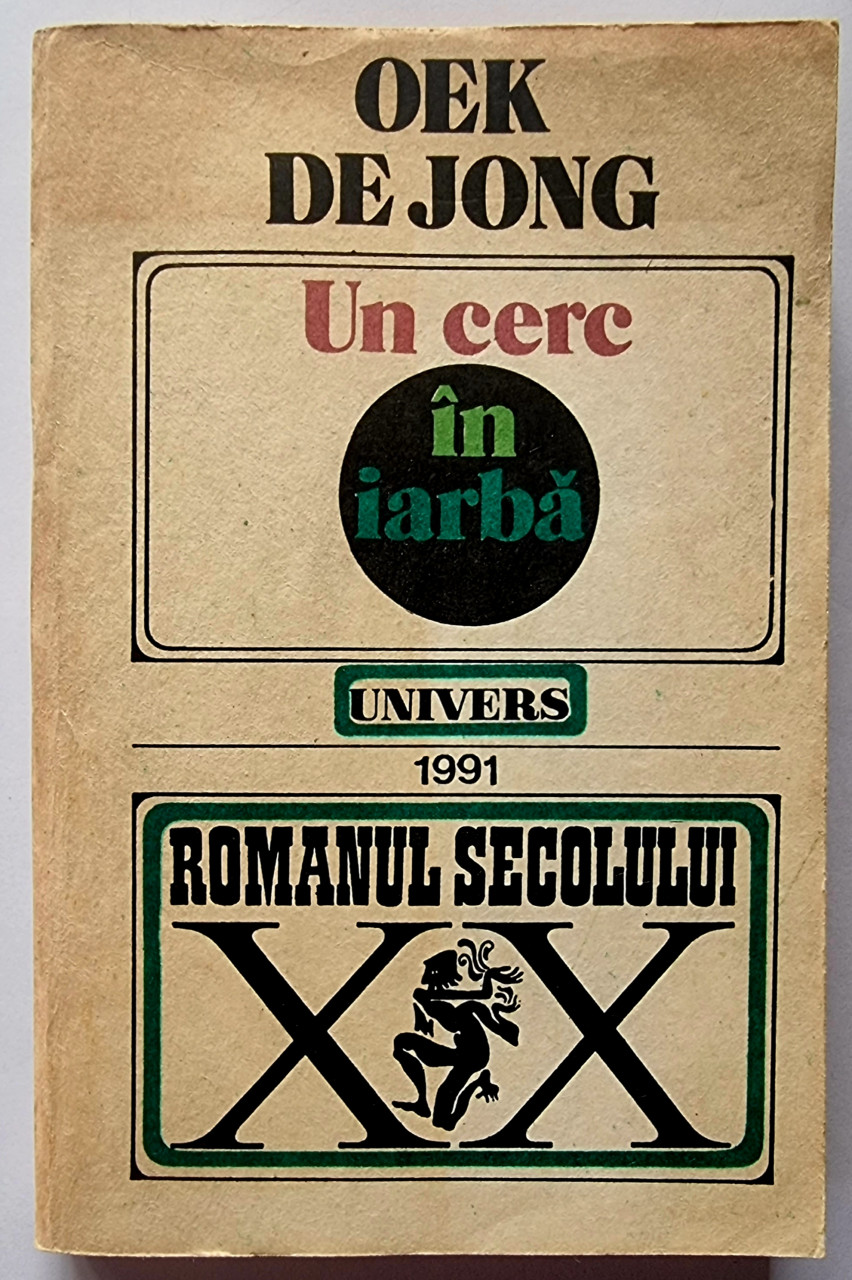 OEK
DE JONG
Un cerc
în
iarbă
UNIVERS
1991
ROMANUL SECOLULUI
XX